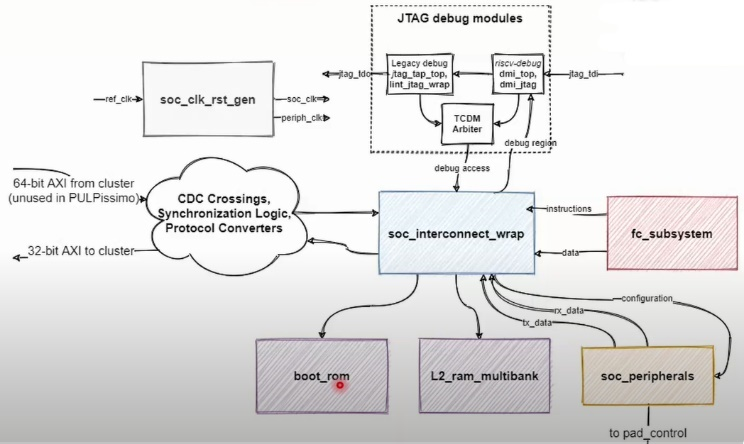 JTAG debug modules
Legacy debug
jtag_tap_top,
lint_jtag_wrap
riscv-debug
dmi_top,
dmi_jtag
jtag_tdo
jtag_tdi
TCDM
Arbiter
debug region
debug access
ref_clk
soc_clk_rst_gen
soc_clk
periph_clk
64-bit AXI from cluster
(unused in PULPissimo)
32-bit AXI to cluster
CDC Crossings,
Synchronization Logic,
Protocol Converters
soc_interconnect_wrap
instructions
data
fc_subsystem
configuration
rx_data
tx_data
boot_rom
L2_ram_multibank
soc_peripherals
to pad_control